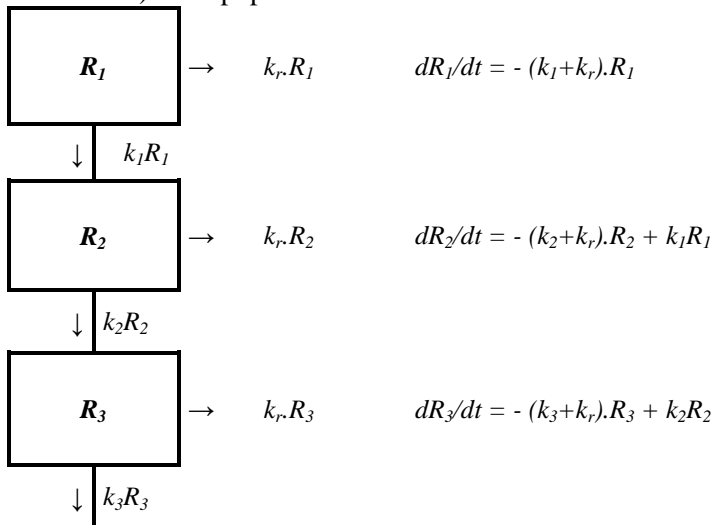 R₁ → kᵣ.R₁ dR₁/dt = - (k₁+kᵣ).R₁
↓ k₁R₁
R₂ → kᵣ.R₂ dR₂/dt = - (k₂+kᵣ).R₂ + k₁R₁
↓ k₂R₂
R₃ → kᵣ.R₃ dR₃/dt = - (k₃+kᵣ).R₃ + k₂R₂
↓ k₃R₃